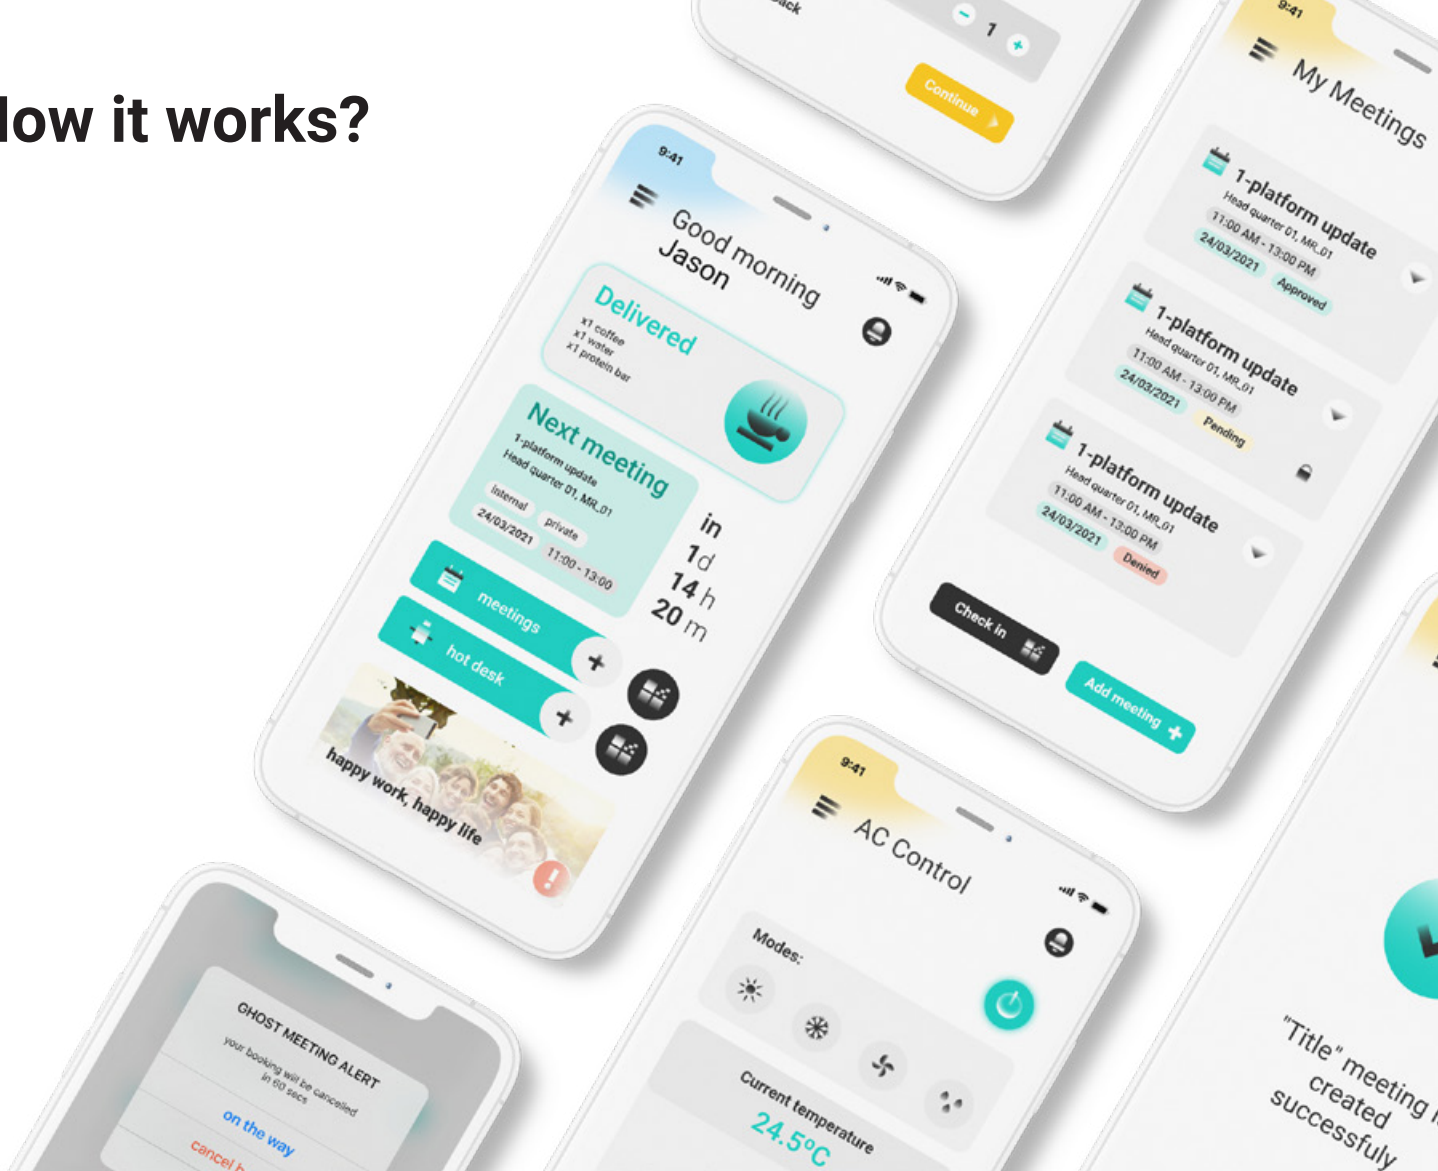 How it works?
1
Continue
9:41
Good morning
Jason
Delivered
x1 coffee
x1 water
x1 protein bar
Next meeting
1-platform update
Head quarter 01, MR_01
internal private
24/03/2021 11:00 - 13:00
in
1d
14 h
20 m
meetings
hot desk
happy work, happy life
9:41
My Meetings
1-platform update
Head quarter 01, MR_01
11:00 AM - 13:00 PM
24/03/2021 Approved
1-platform update
Head quarter 01, MR_01
11:00 AM - 13:00 PM
24/03/2021 Pending
1-platform update
Head quarter 01, MR_01
11:00 AM - 13:00 PM
24/03/2021 Denied
Check in
Add meeting
GHOST MEETING ALERT
your booking will be cancelled
in 60 secs
on the way
cancel
9:41
AC Control
Modes:
Current temperature
24.5ºC
"Title" meeting
created
successfuly